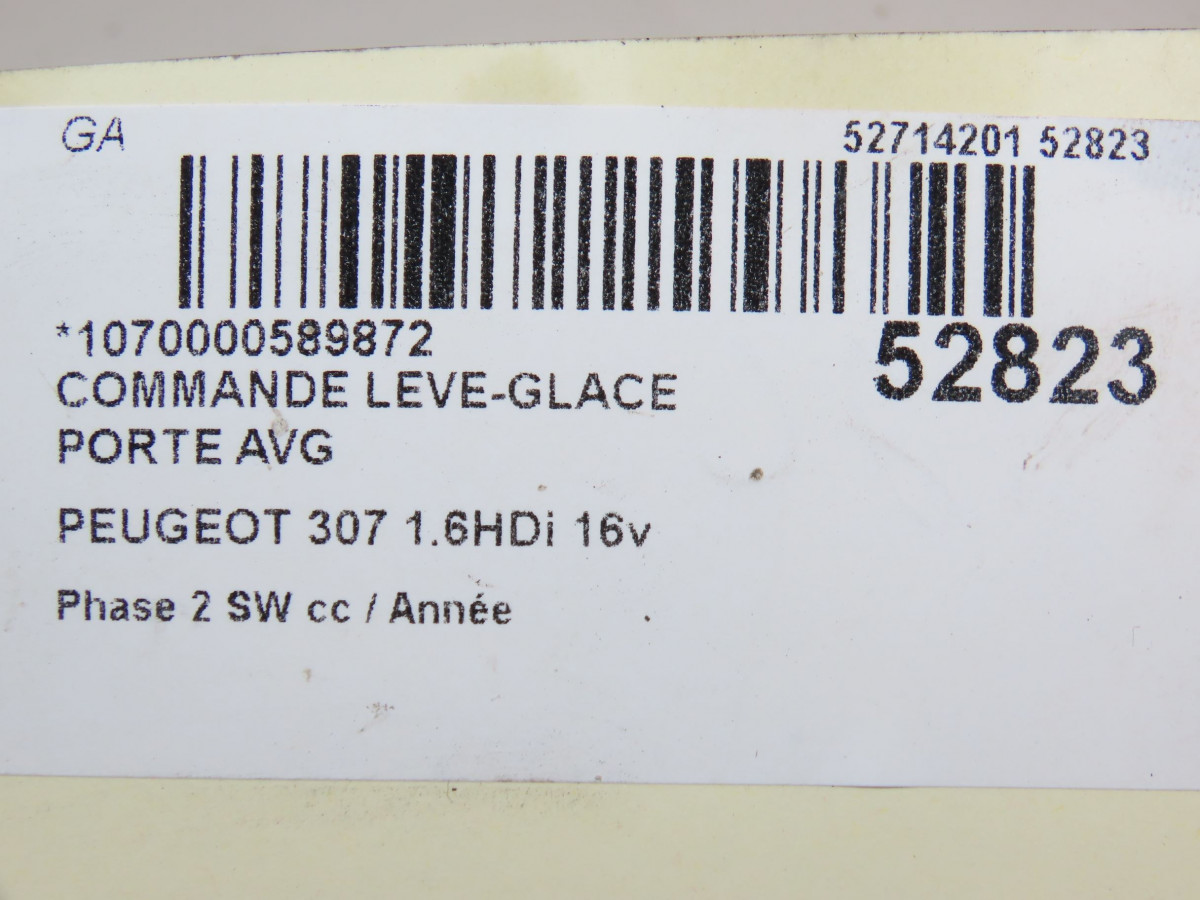 GA 52714201 52823
*1070000589872
52823
COMMANDE LEVE-GLACE
PORTE AVG
PEUGEOT 307 1.6HDi 16v
Phase 2 SW cc / Année